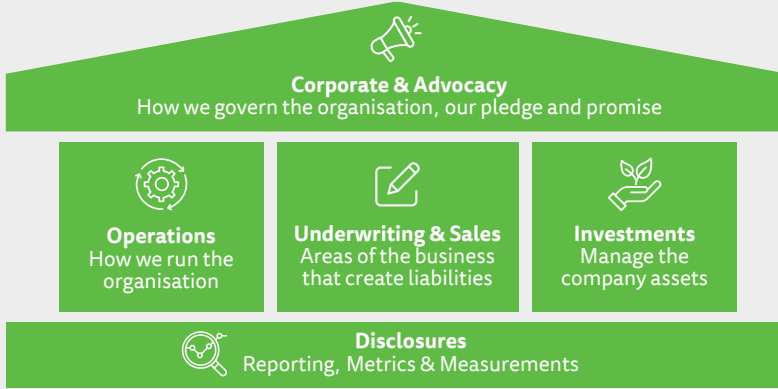 Corporate & Advocacy
How we govern the organisation, our pledge and promise
Operations
How we run the
organisation
Underwriting & Sales
Areas of the business
that create liabilities
Investments
Manage the
company assets
Disclosures
Reporting, Metrics & Measurements